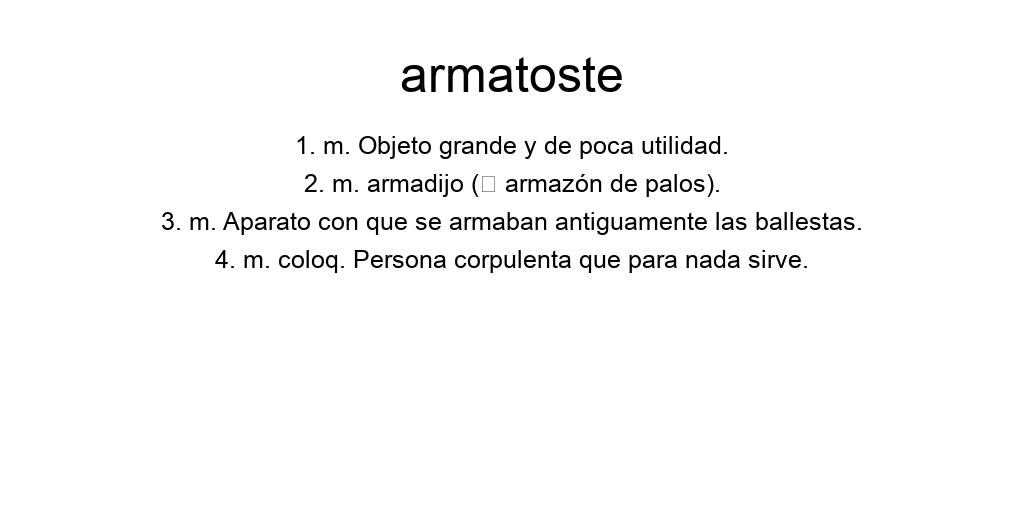 armatoste
1. m. Objeto grande y de poca utilidad.
2. m. armadijo (□ armazón de palos).
3. m. Aparato con que se armaban antiguamente las ballestas.
4. m. coloq. Persona corpulenta que para nada sirve.